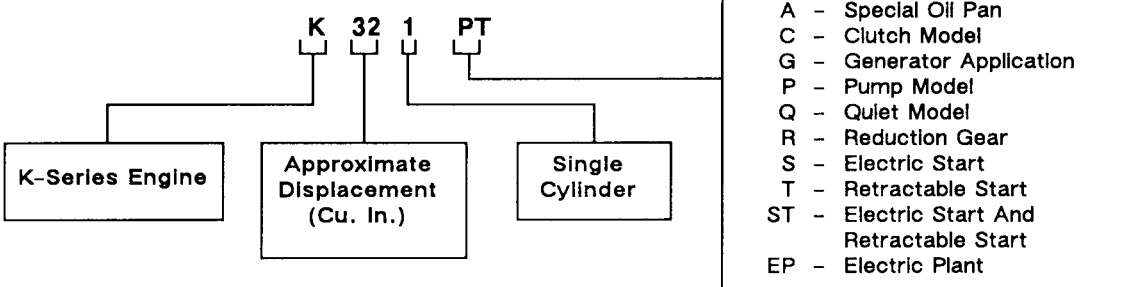 K 32 1 PT
K-Series Engine
Approximate
Displacement
(Cu. In.)
Single
Cylinder
A – Special Oil Pan
C – Clutch Model
G – Generator Application
P – Pump Model
Q – Quiet Model
R – Reduction Gear
S – Electric Start
T – Retractable Start
ST – Electric Start And
Retractable Start
EP – Electric Plant